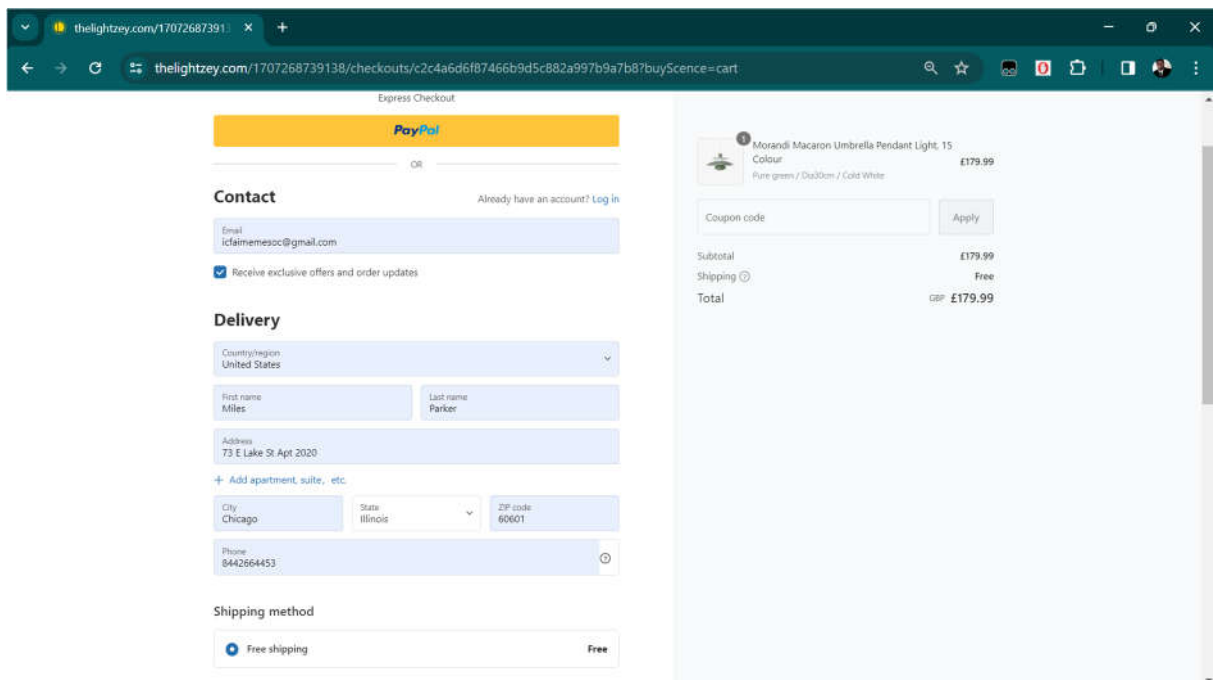 thelightzey.com/1707268739138
thelightzey.com/1707268739138/checkouts/c2c4a6d6f87466b9d5c882a997b9a7b8?buyScence=cart
Express Checkout
PayPal
OR
Contact
Already have an account? Log in
Email
icfaimemesoc@gmail.com
Receive exclusive offers and order updates
Delivery
Country/region
United States
First name
Miles
Last name
Parker
Address
73 E Lake St Apt 2020
+ Add apartment, suite, etc.
City
Chicago
State
Illinois
ZIP code
60601
Phone
8442664453
Shipping method
Free shipping Free
1
Morandi Macaron Umbrella Pendant Light, 15
Colour
£179.99
Pure green / Dia30cm / Cold White
Coupon code
Apply
Subtotal £179.99
Shipping Free
Total GBP £179.99